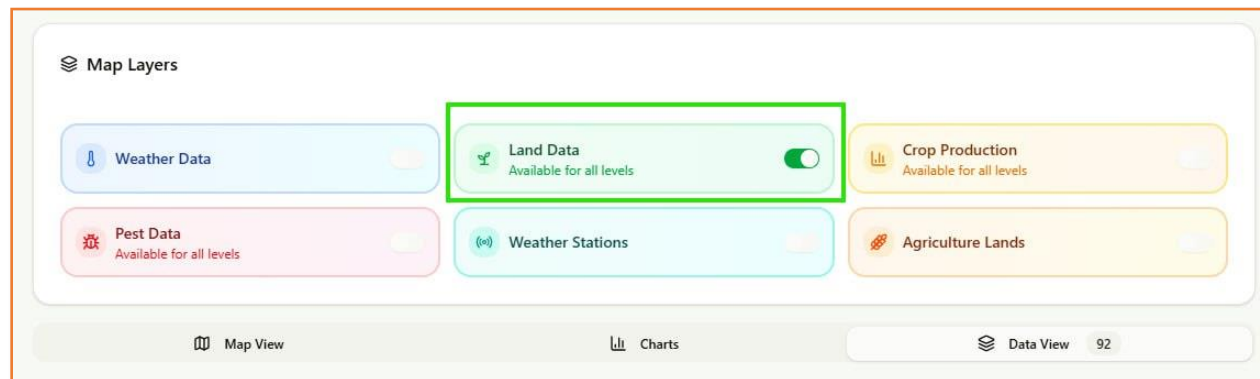 Map Layers
Weather Data
Land Data
Available for all levels
Crop Production
Available for all levels
Pest Data
Available for all levels
Weather Stations
Agriculture Lands
Map View
Charts
Data View 92